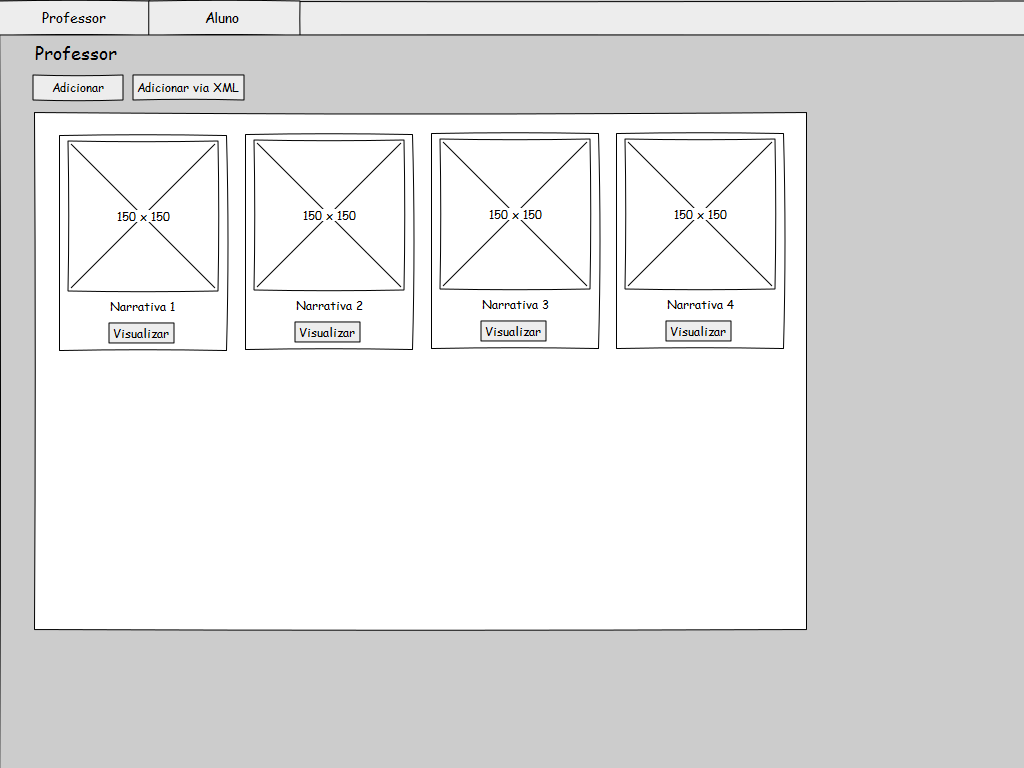 Professor
Aluno
Professor
Adicionar
Adicionar via XML
150 x 150
150 x 150
150 x 150
150 x 150
Narrativa 1
Narrativa 2
Narrativa 3
Narrativa 4
Visualizar
Visualizar
Visualizar
Visualizar